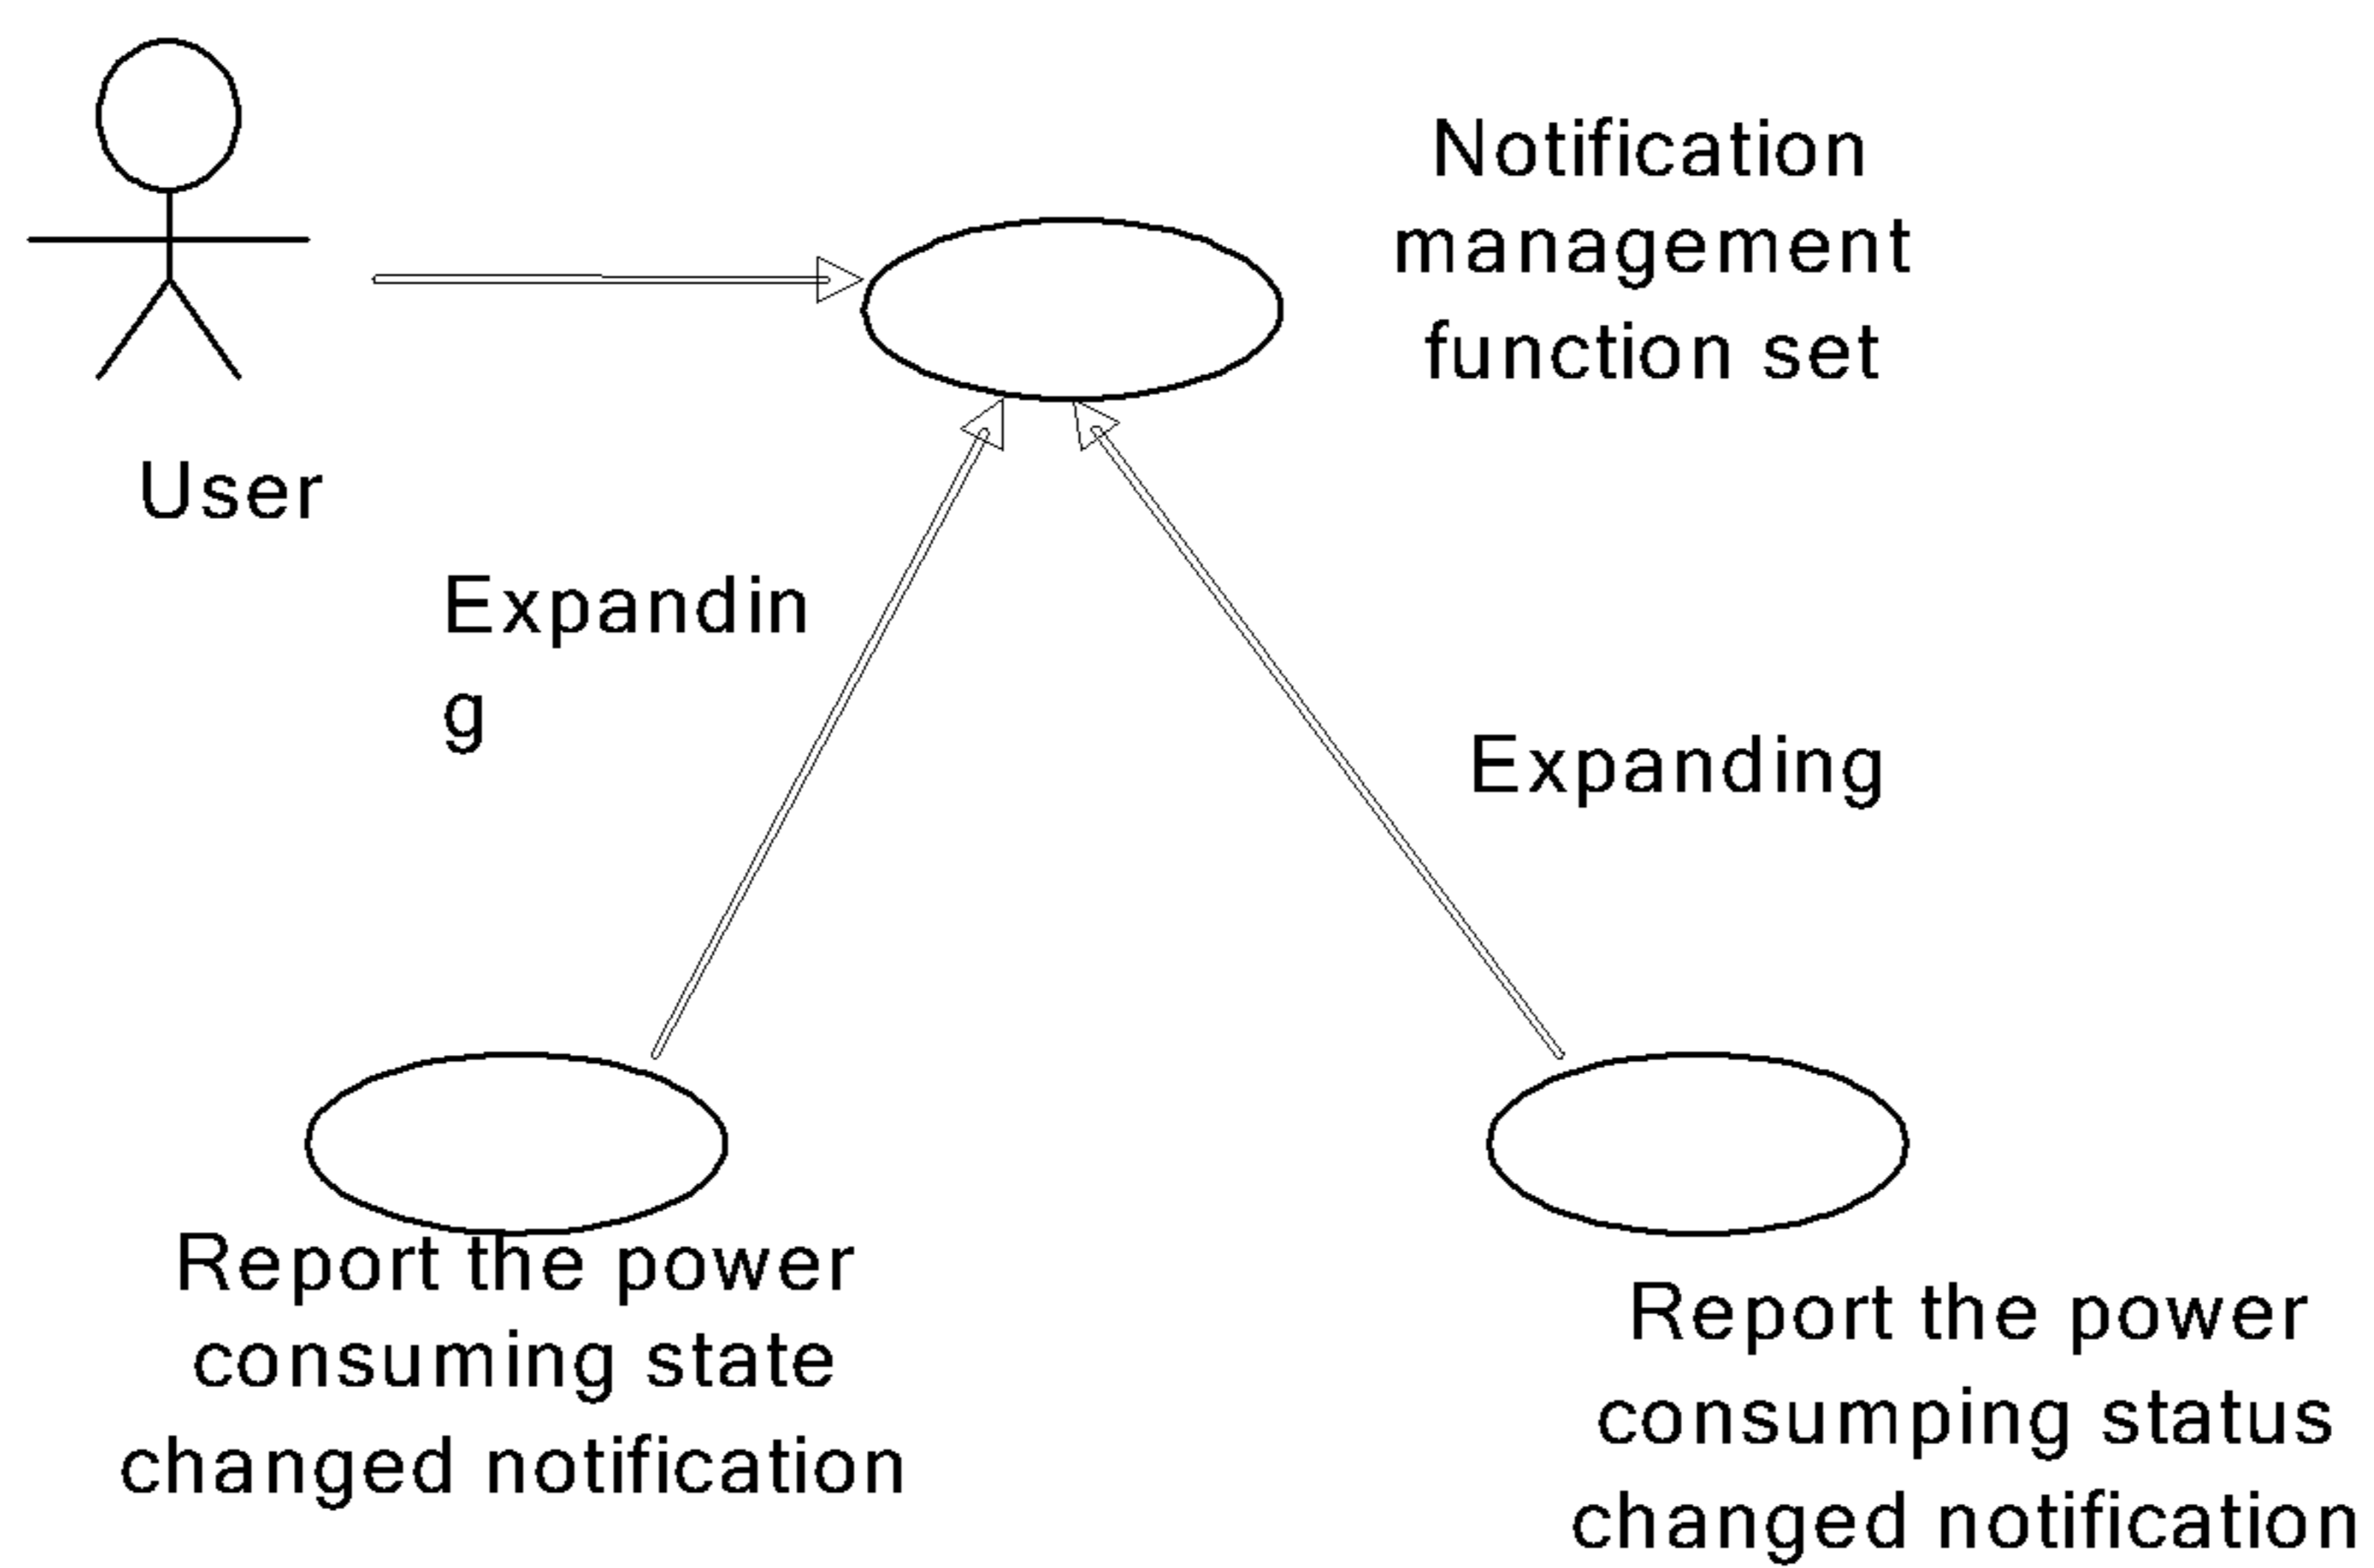 Notification
management
function set
User
Expandin
g
Expanding
Report the power
consuming state
changed notification
Report the power
consumping status
changed notification